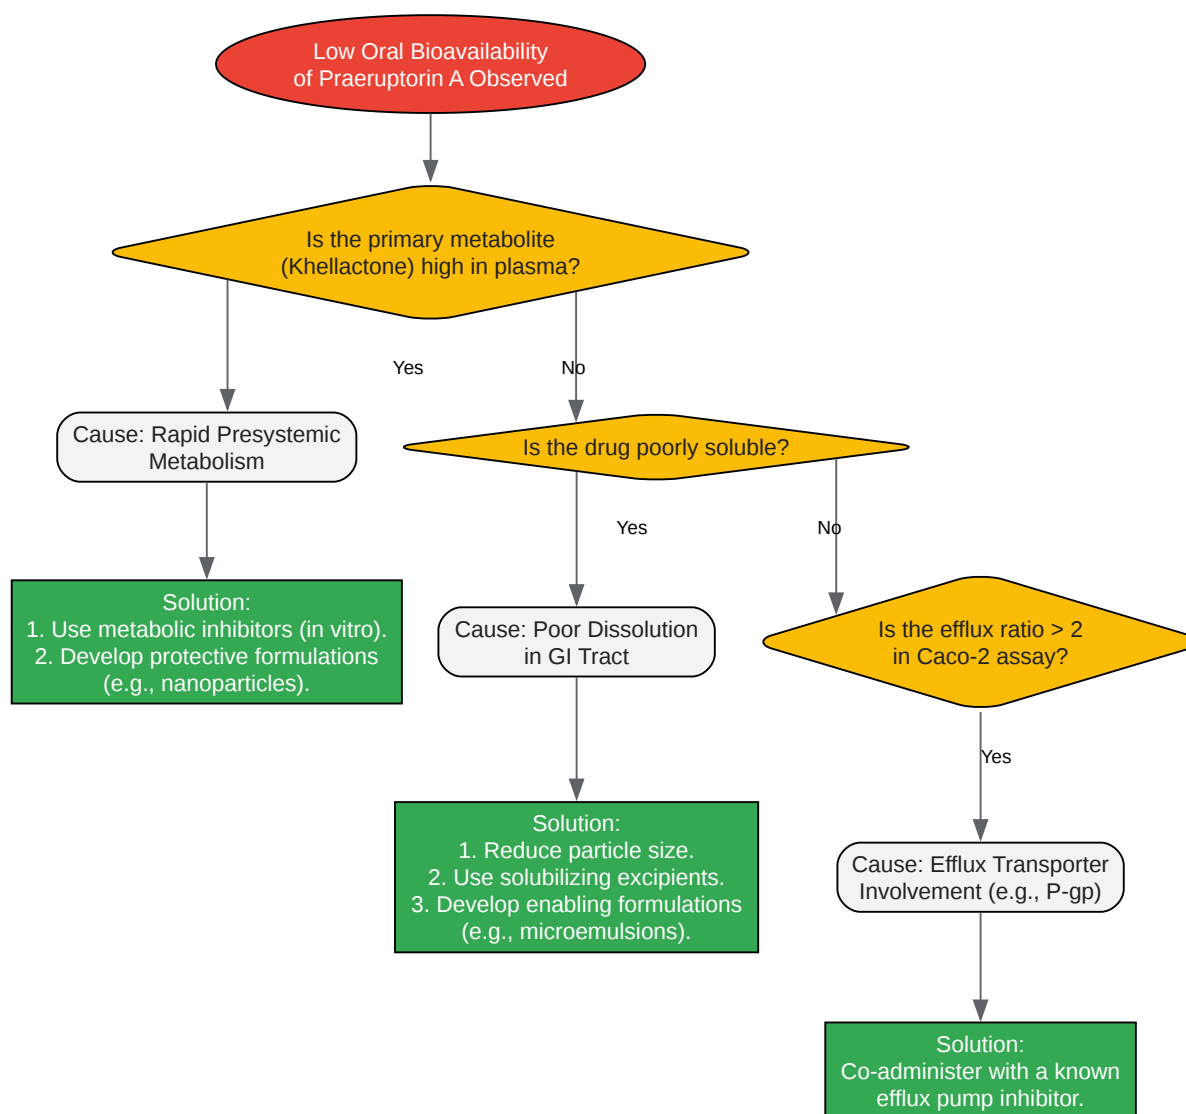 Low Oral Bioavailability
of Praeruptorin A Observed
Is the primary metabolite
(Khellactone) high in plasma?
Yes
No
Cause: Rapid Presystemic
Metabolism
Is the drug poorly soluble?
Yes
No
Solution:
1. Use metabolic inhibitors (in vitro).
2. Develop protective formulations
(e.g., nanoparticles).
Cause: Poor Dissolution
in GI Tract
Is the efflux ratio > 2
in Caco-2 assay?
Yes
Solution:
1. Reduce particle size.
2. Use solubilizing excipients.
3. Develop enabling formulations
(e.g., microemulsions).
Cause: Efflux Transporter
Involvement (e.g., P-gp)
Solution:
Co-administer with a known
efflux pump inhibitor.